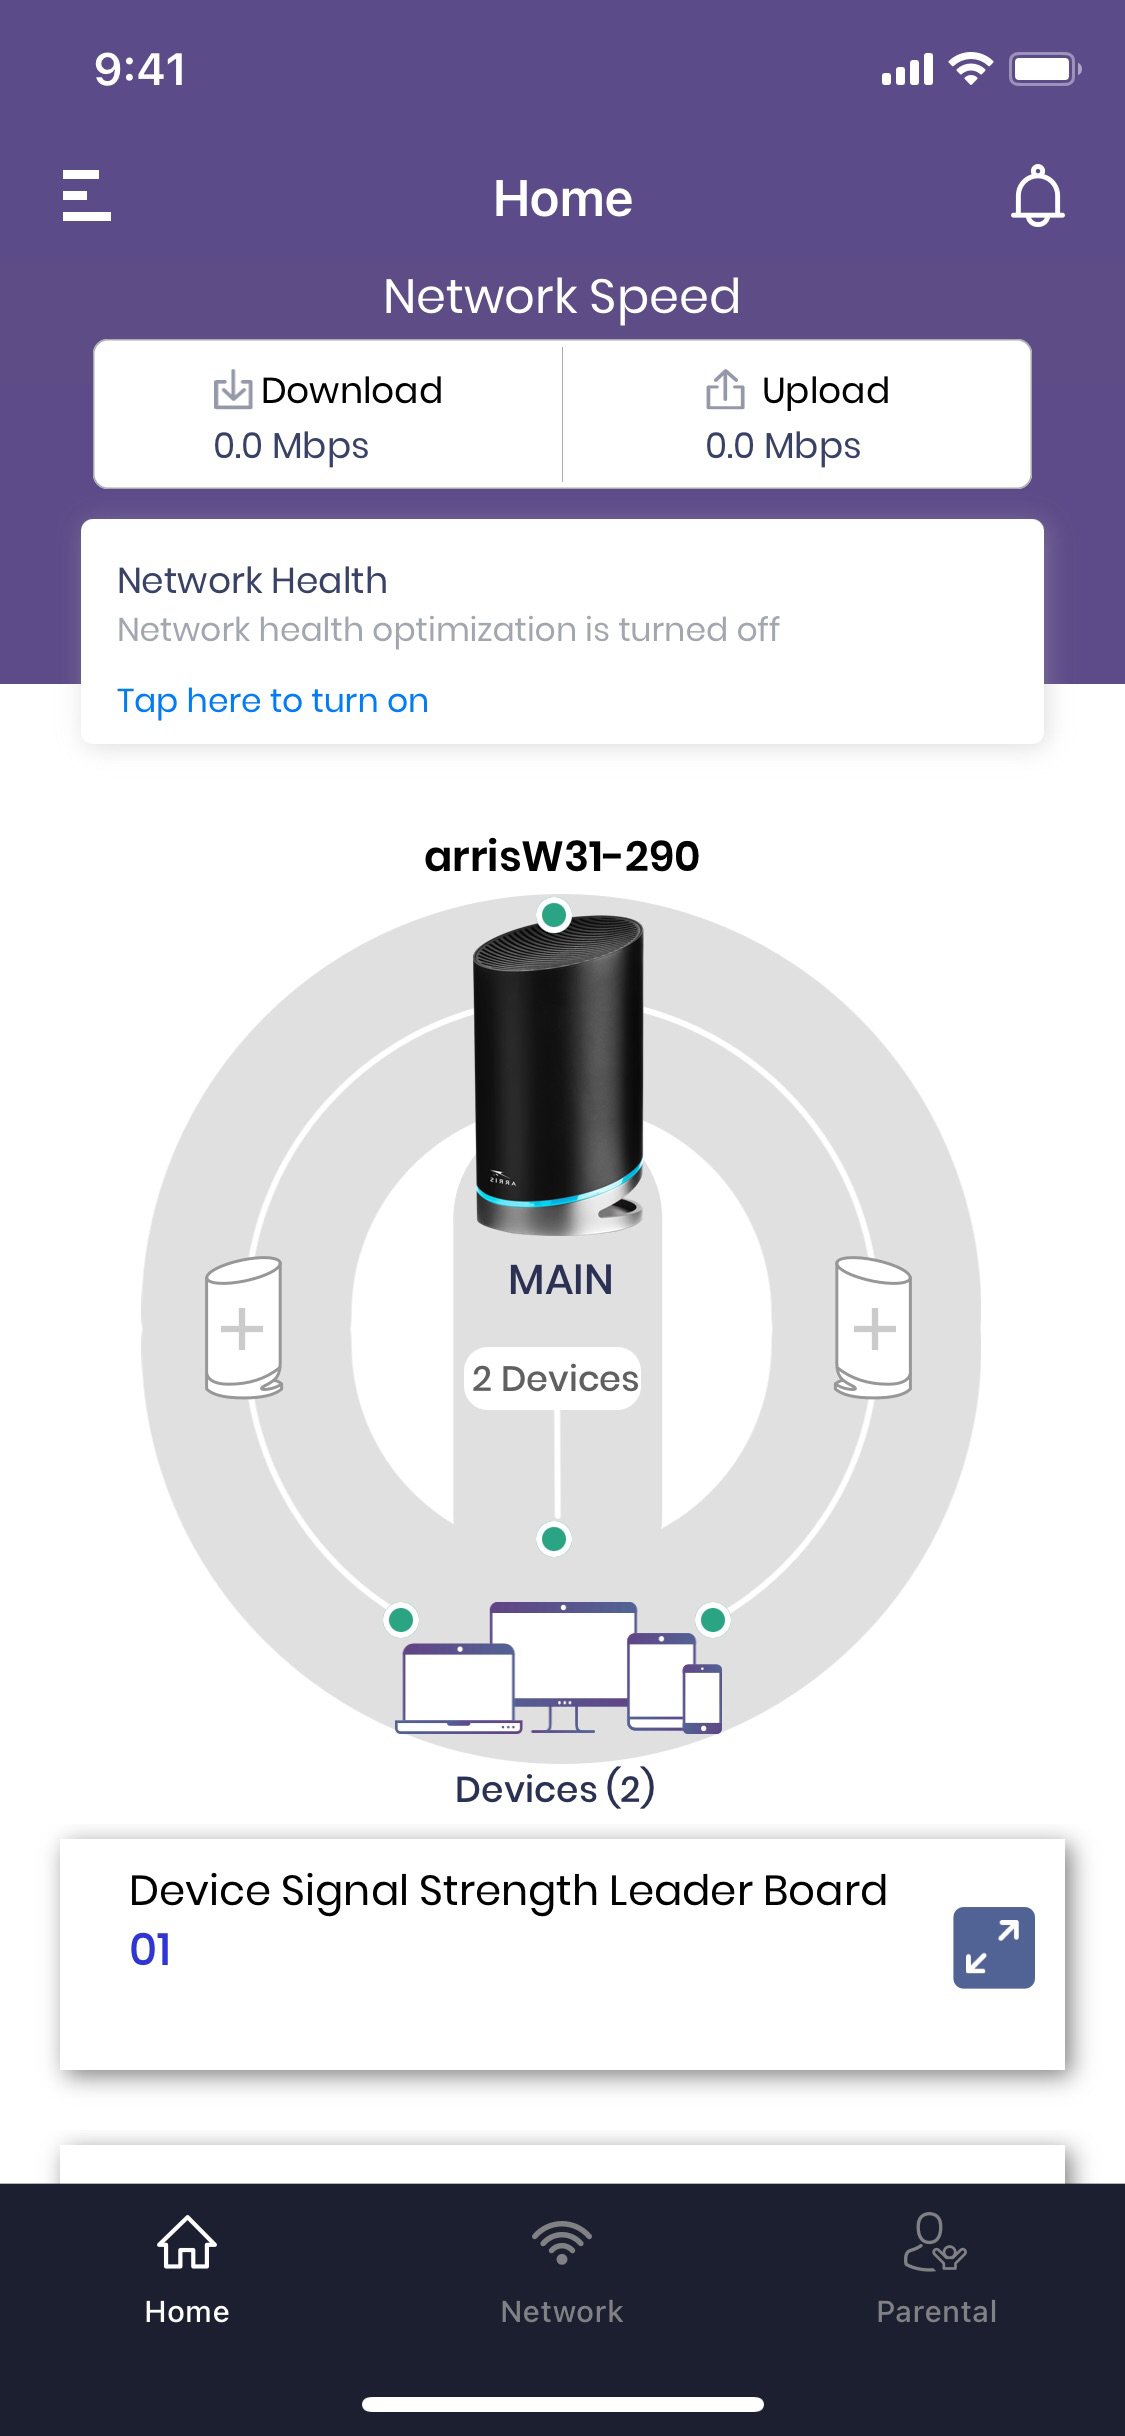 9:41
Home
Network Speed
Download
0.0 Mbps
Upload
0.0 Mbps
Network Health
Network health optimization is turned off
Tap here to turn on
arrisW31-290
ARRIS
MAIN
2 Devices
Devices (2)
Device Signal Strength Leader Board
01
Home
Network
Parental